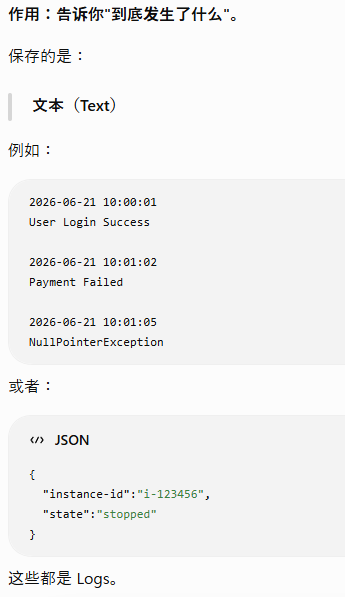 作用：告诉你"到底发生了什么"。
保存的是：
文本（Text）
例如：
2026-06-21 10:00:01
User Login Success
2026-06-21 10:01:02
Payment Failed
2026-06-21 10:01:05
NullPointerException
或者：
</> JSON
{
  "instance-id":"i-123456",
  "state":"stopped"
}
这些都是 Logs。